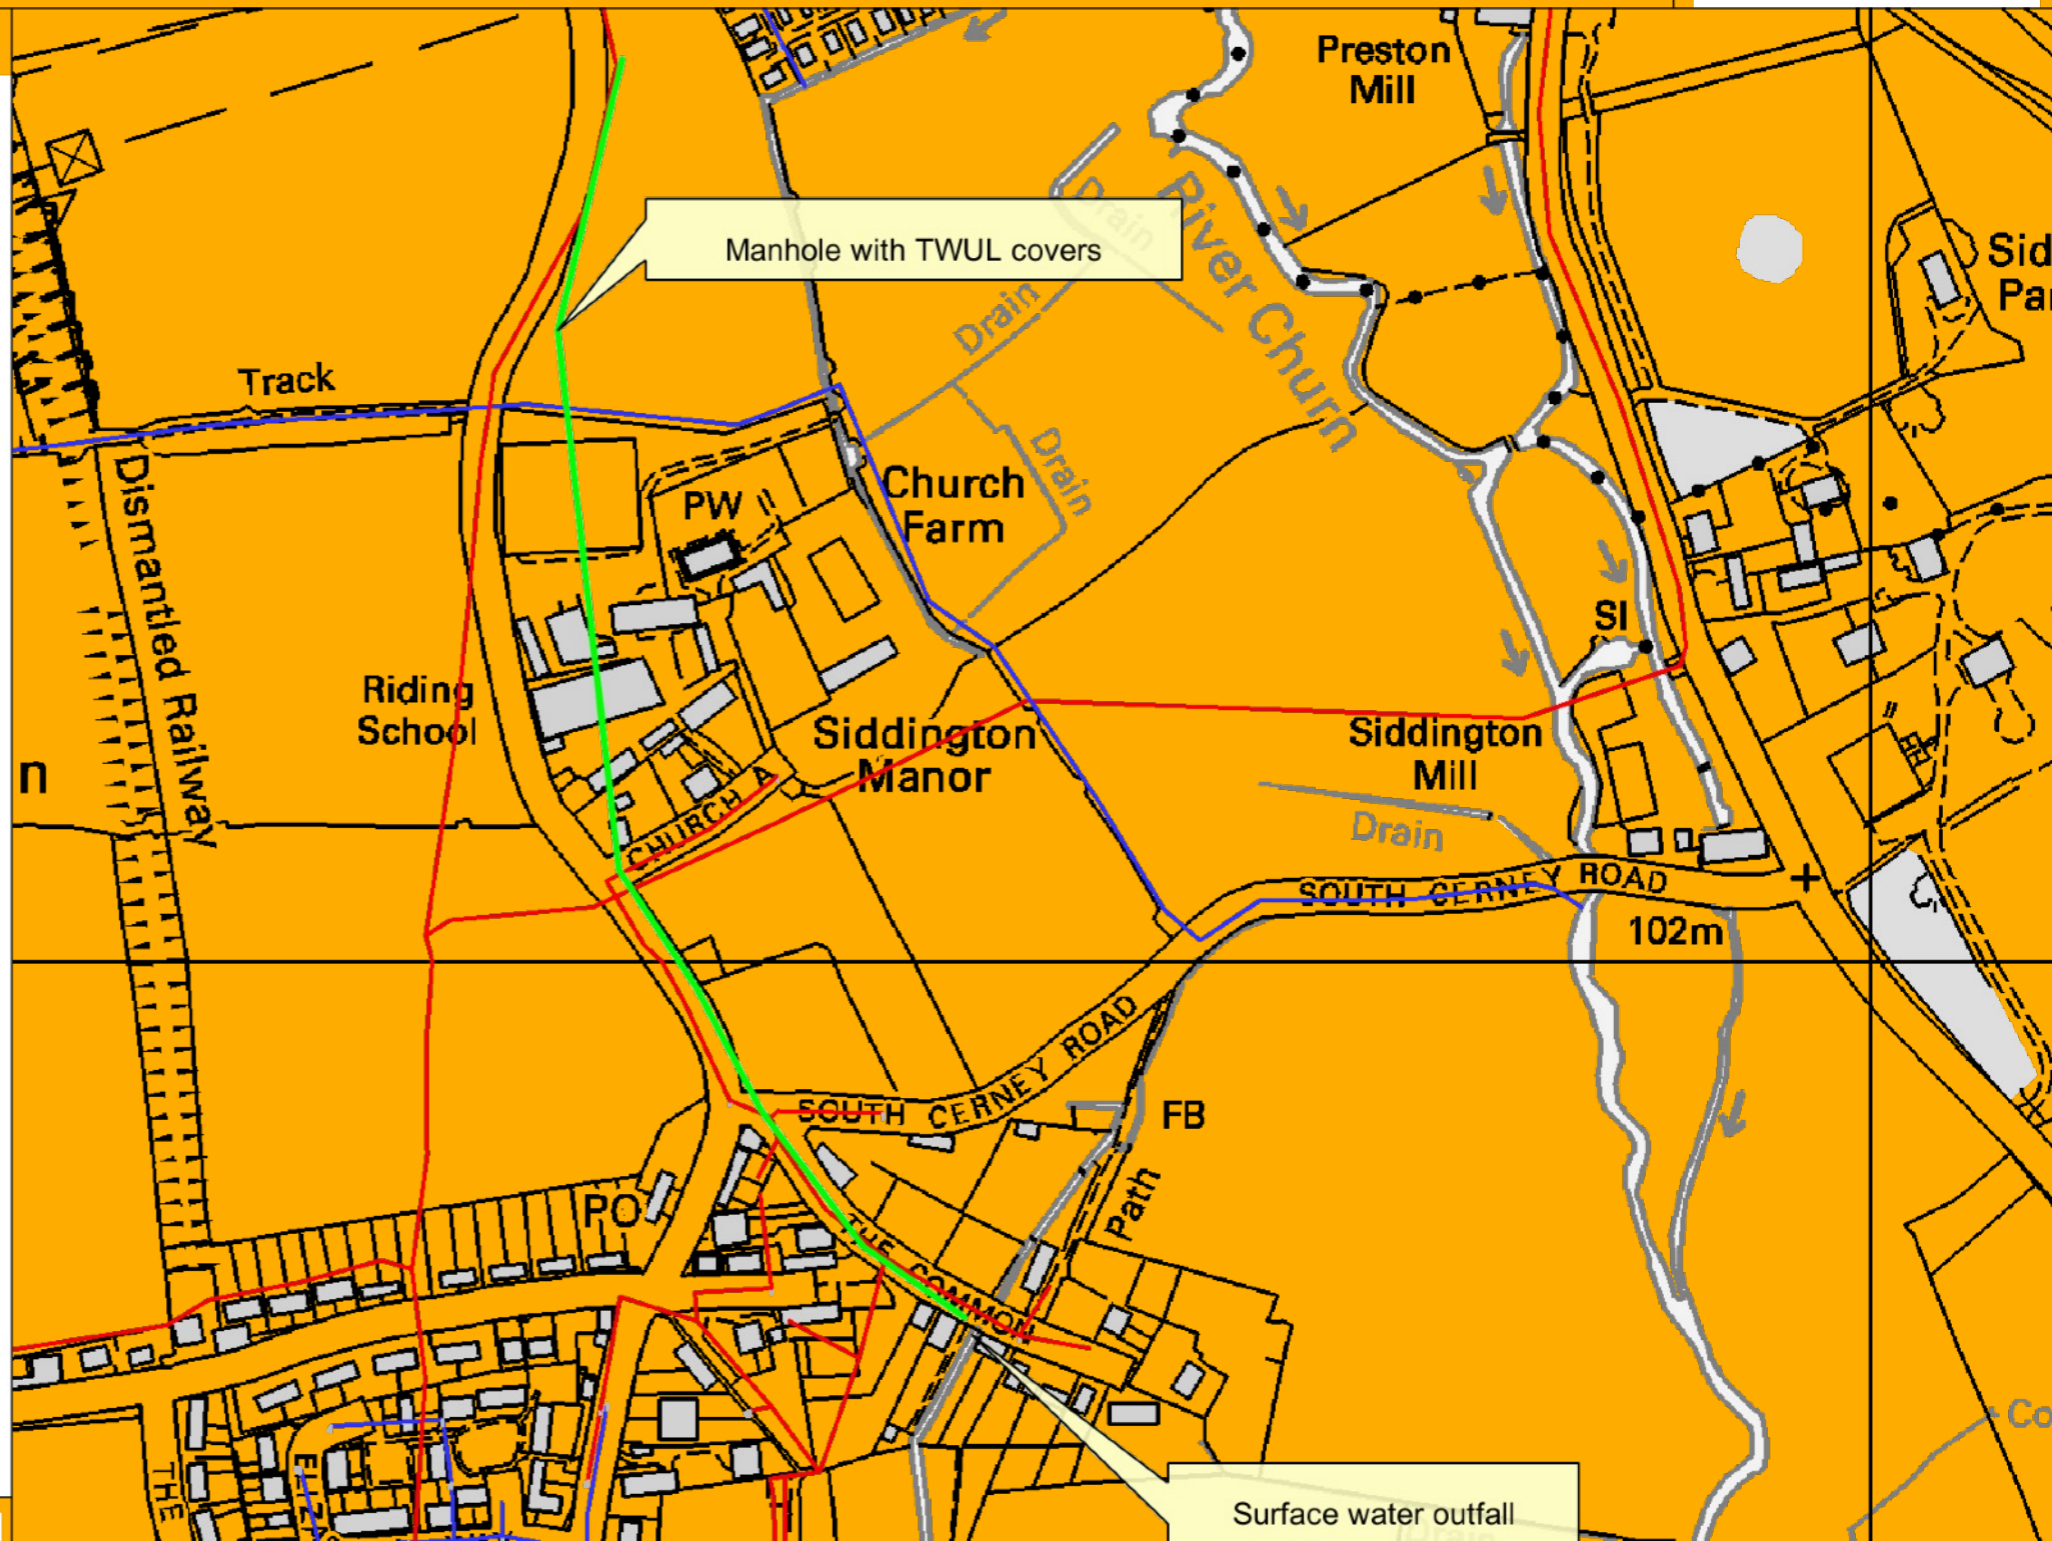 Preston
Mill
Drain
River Churn
Manhole with TWUL covers
Drain
Sid
Pa
Track
Drain
Church
Farm
PW
Dismantled Railway
SI
Riding
School
Siddington
Manor
Siddington
Mill
n
CHURCH
Drain
SOUTH CERNEY ROAD
102m
SOUTH CERNEY ROAD
FB
Path
PO
THE COMMON
Co
THE
Surface water outfall
Drain